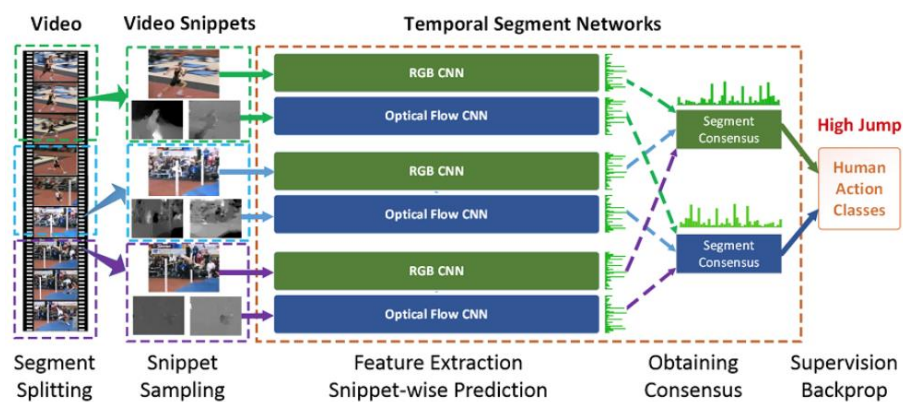 Video
Video Snippets
Temporal Segment Networks
RGB CNN
Optical Flow CNN
RGB CNN
Optical Flow CNN
RGB CNN
Optical Flow CNN
Segment
Consensus
Segment
Consensus
High Jump
Human
Action
Classes
Segment
Splitting
Snippet
Sampling
Feature Extraction
Snippet-wise Prediction
Obtaining
Consensus
Supervision
Backprop